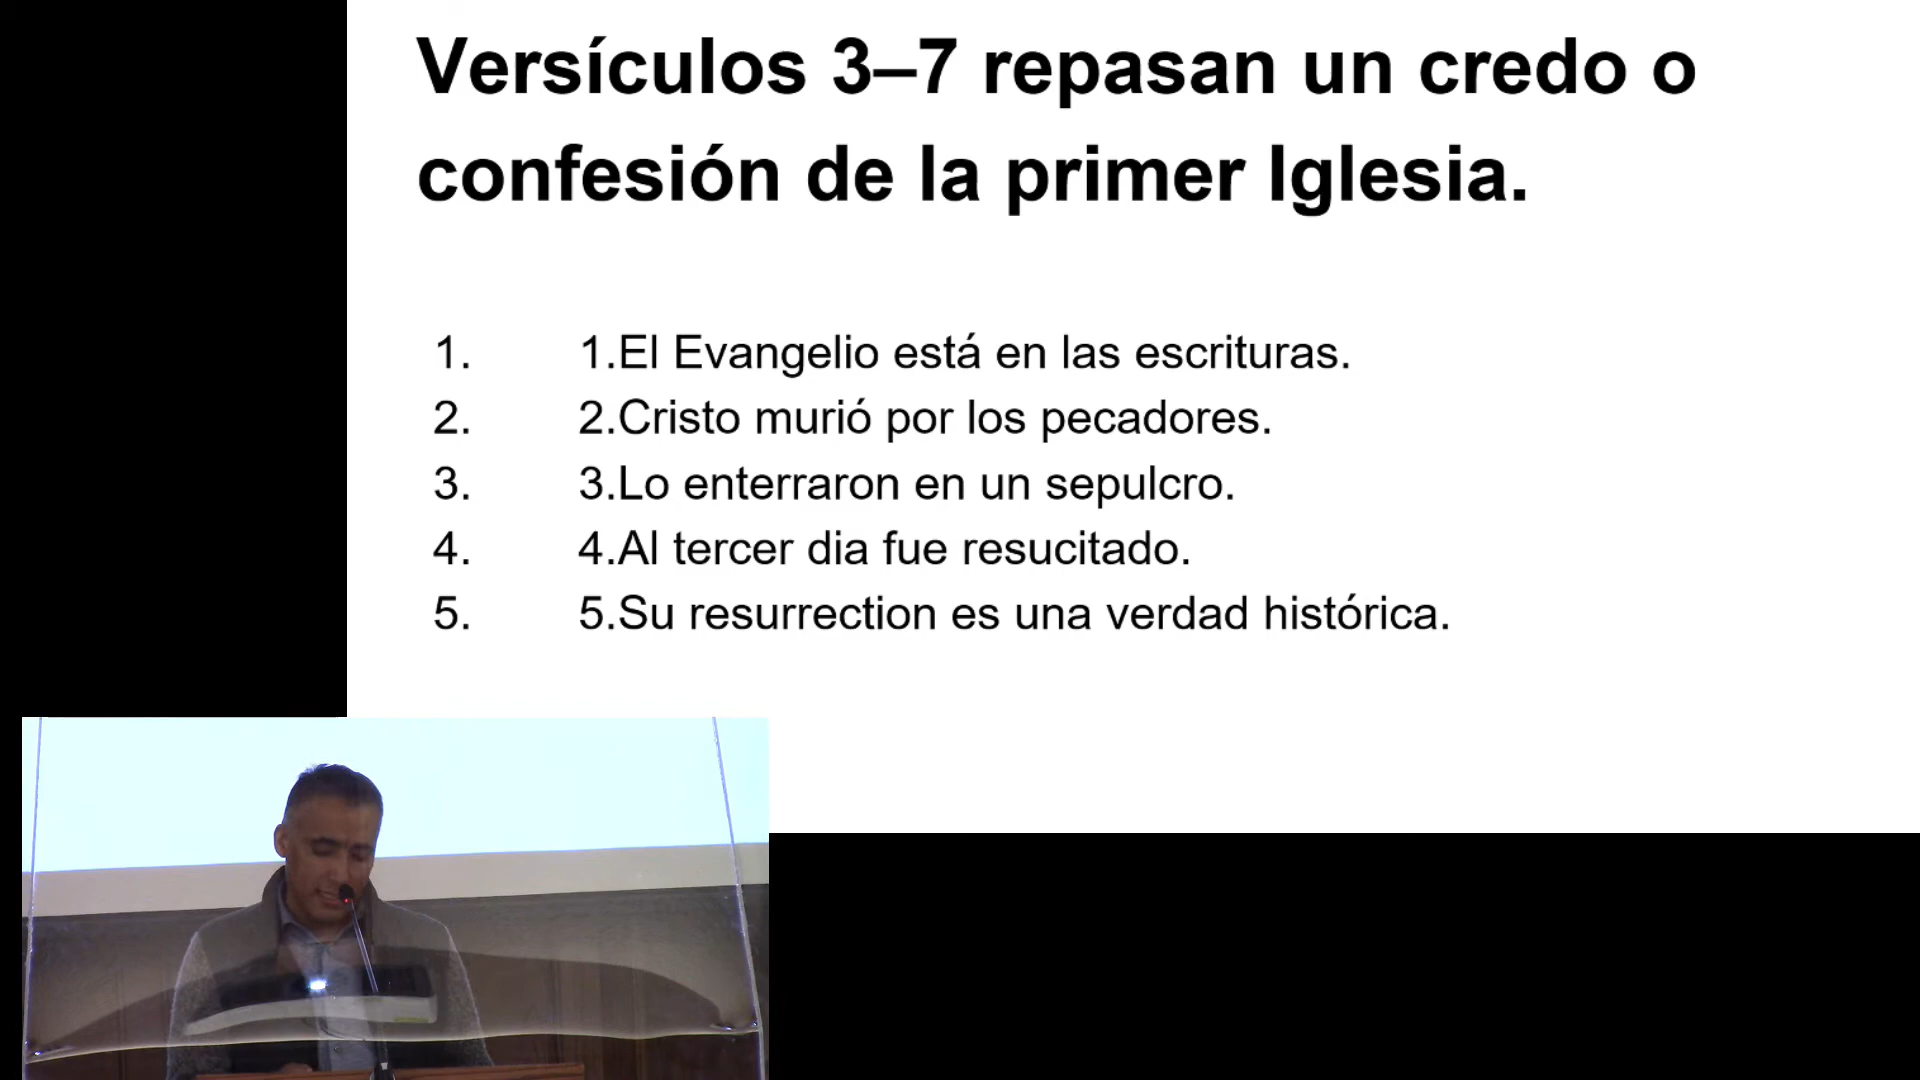 Versículos 3–7 repasan un credo o
confesión de la primer Iglesia.
1. 1.El Evangelio está en las escrituras.
2. 2.Cristo murió por los pecadores.
3. 3.Lo enterraron en un sepulcro.
4. 4.Al tercer dia fue resucitado.
5. 5.Su resurrection es una verdad histórica.